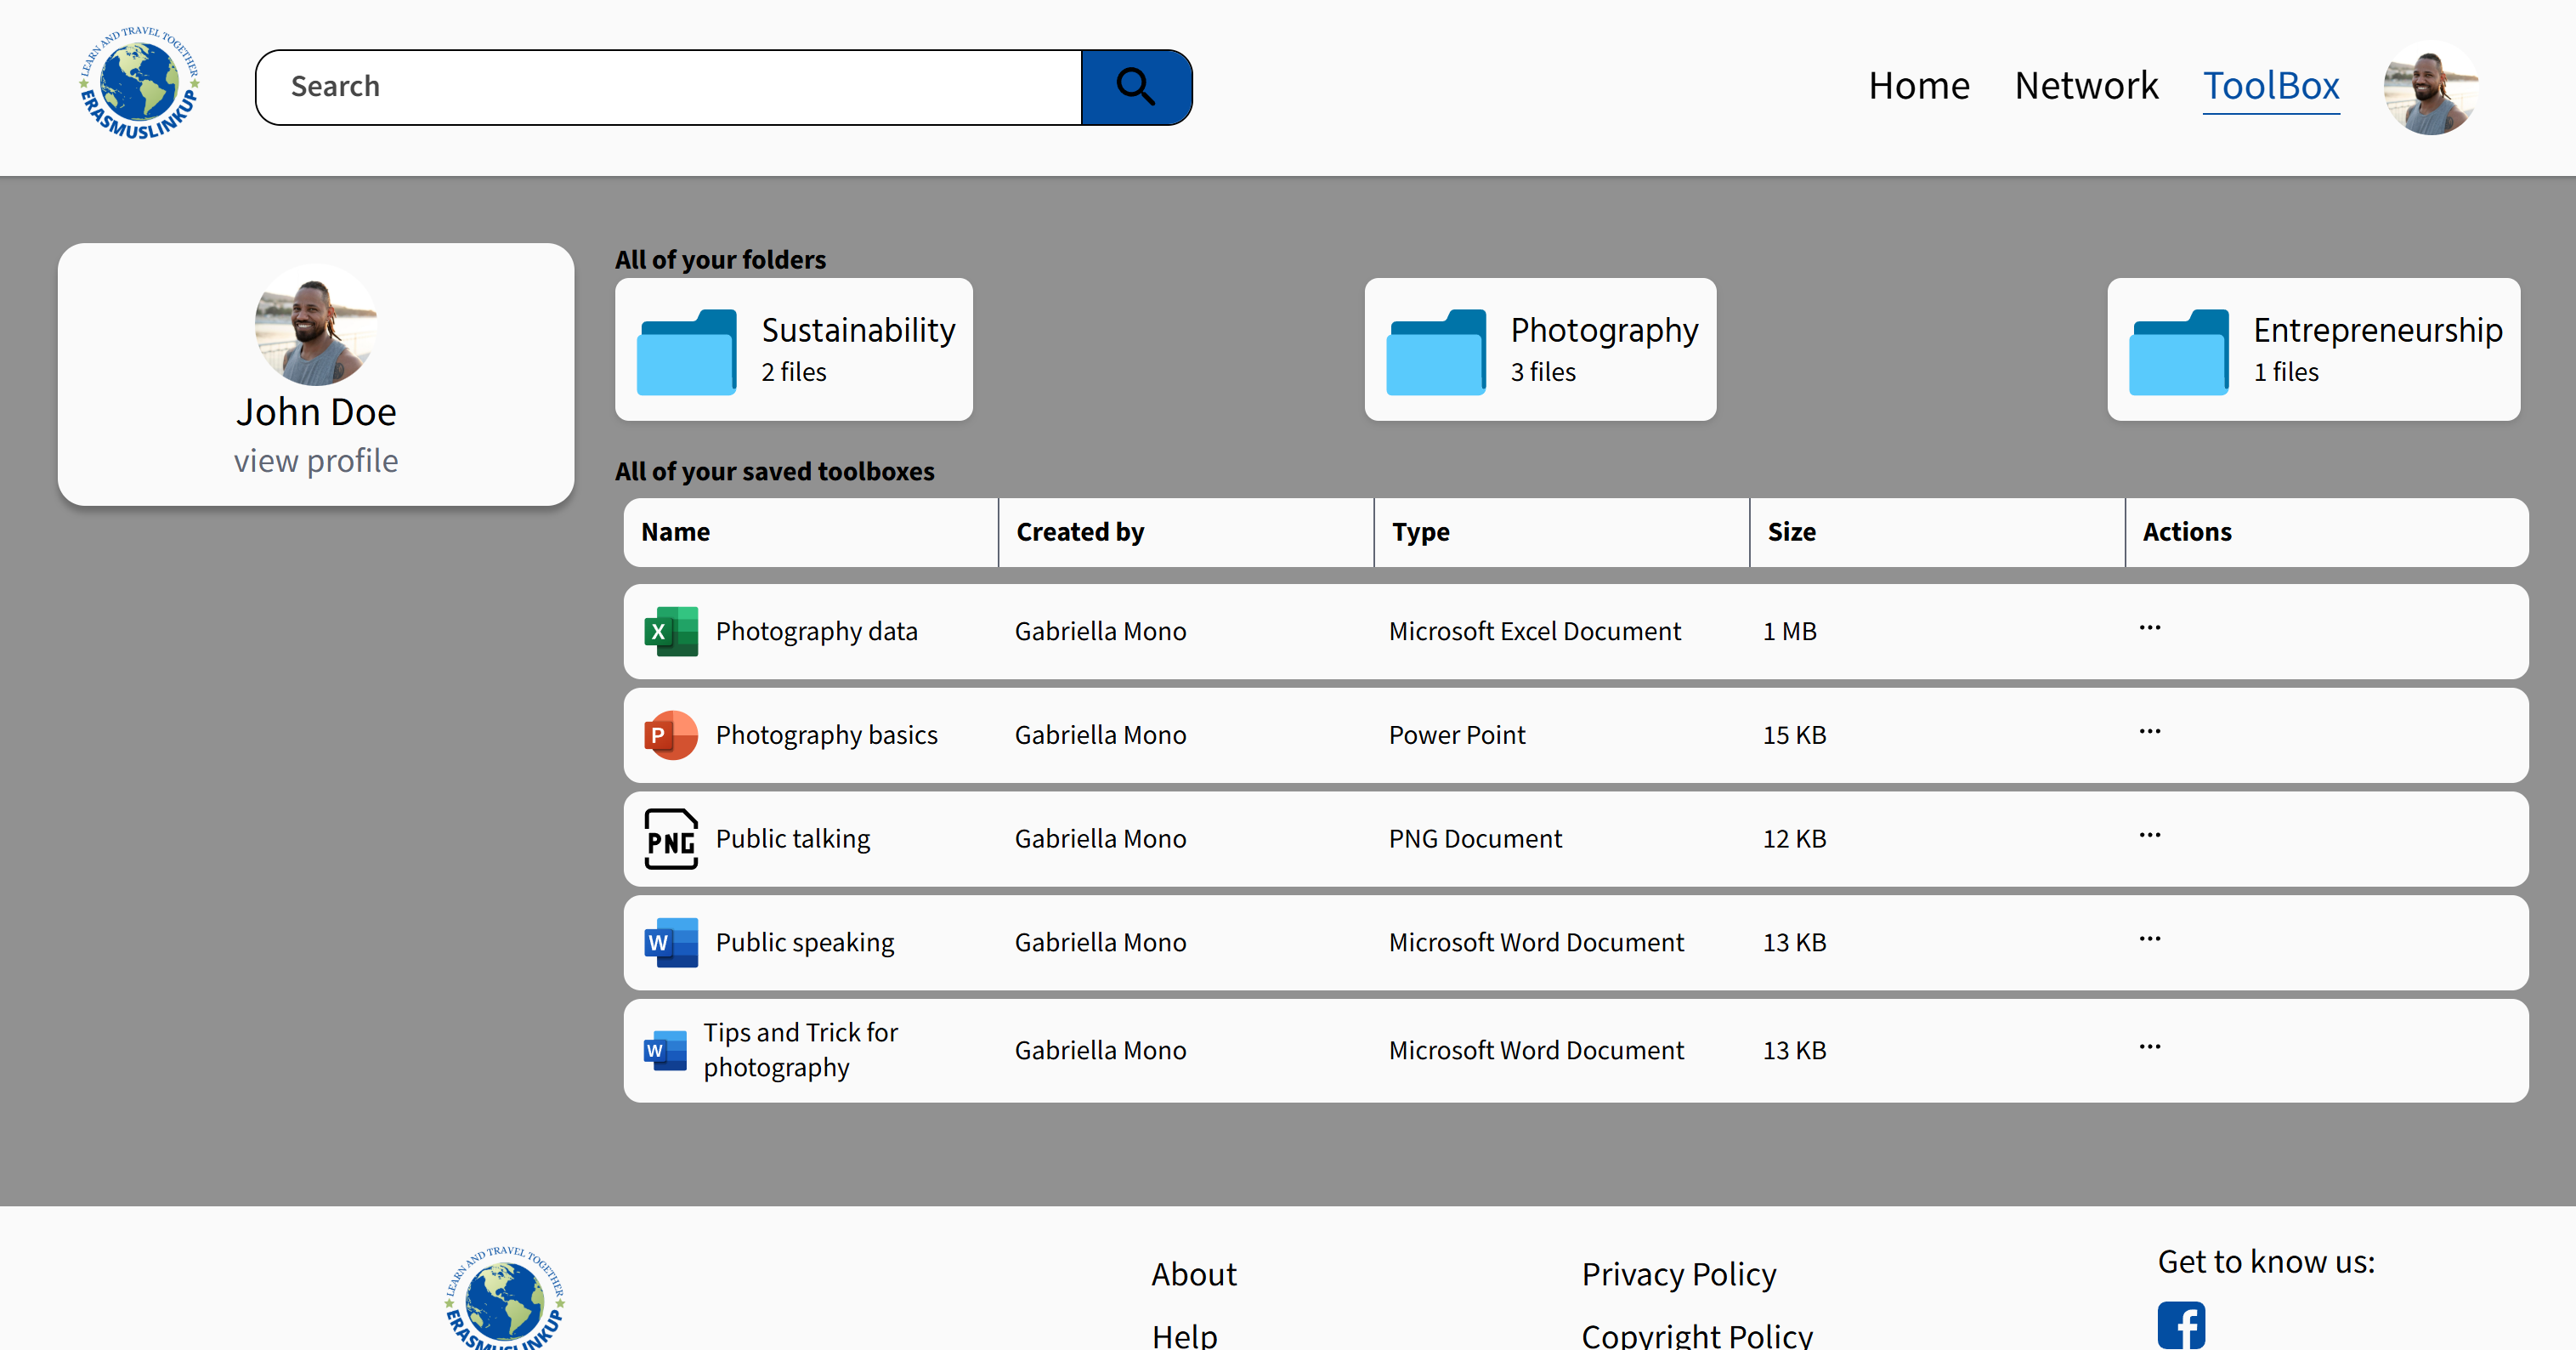 LEARN AND TRAVEL TOGETHER
ERASMUSLINKUP
Search
Home
Network
ToolBox
John Doe
view profile
All of your folders
Sustainability
2 files
Photography
3 files
Entrepreneurship
1 files
All of your saved toolboxes
Name Created by Type Size Actions
X Photography data Gabriella Mono Microsoft Excel Document 1 MB ...
P Photography basics Gabriella Mono Power Point 15 KB ...
PNG Public talking Gabriella Mono PNG Document 12 KB ...
W Public speaking Gabriella Mono Microsoft Word Document 13 KB ...
W Tips and Trick for
photography Gabriella Mono Microsoft Word Document 13 KB ...
LEARN AND TRAVEL TOGETHER
ERASMUSLINKUP
About
Help
Privacy Policy
Copyright Policy
Get to know us:
f